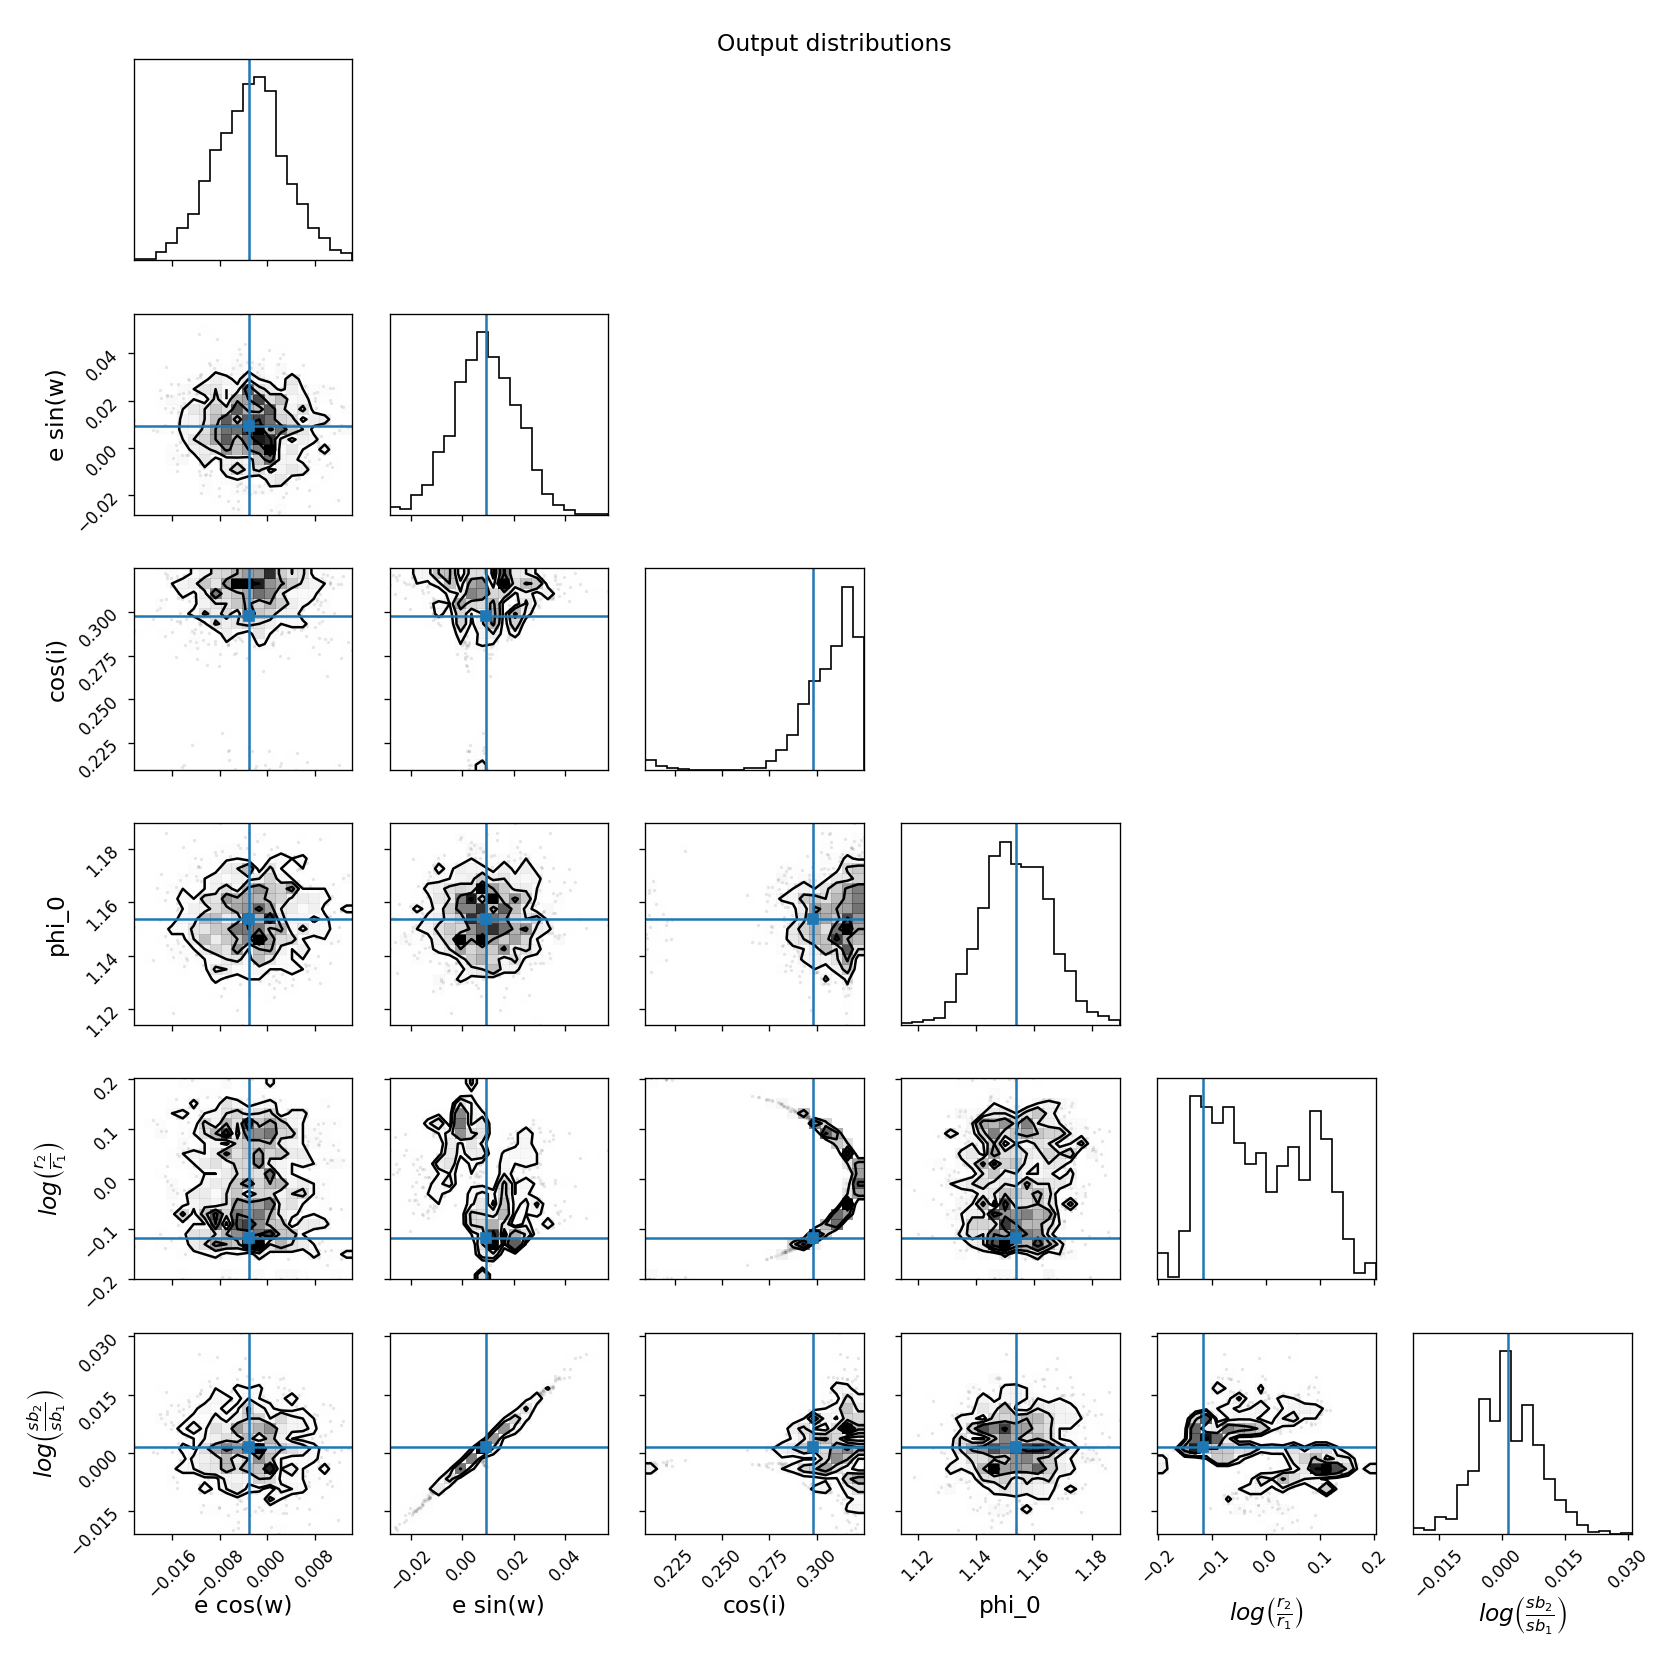 Output distributions
e sin(w)
0.04
0.02
0.00
−0.02
cos(i)
0.300
0.275
0.250
0.225
phi_0
1.18
1.16
1.14
1.12
log(r2/r1)
0.2
0.1
0.0
−0.1
−0.2
log(sb2/sb1)
0.030
0.015
0.000
−0.015
−0.016 −0.008 0.000 0.008
e cos(w)
−0.02 0.00 0.02 0.04
e sin(w)
0.225 0.250 0.275 0.300
cos(i)
1.12 1.14 1.16 1.18
phi_0
−0.2 −0.1 0.0 0.1 0.2
log(r2/r1)
−0.015 0.000 0.015 0.030
log(sb2/sb1)